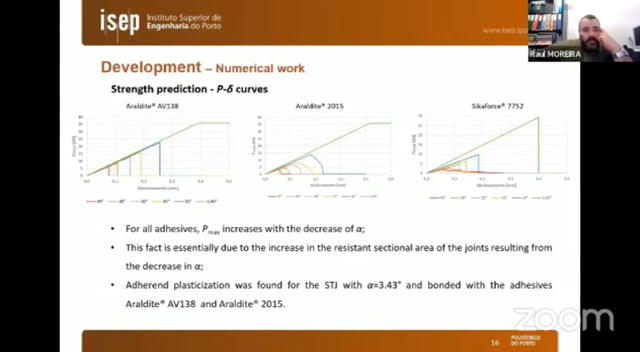 isep
Instituto Superior de
Engenharia do Porto
www.isep.ipp
Raul MOREIRA
Development – Numerical work
Strength prediction - P-δ curves
Araldite® AV138
Araldite® 2015
Sikaforce® 7752
For all adhesives, Pmax increases with the decrease of α;
This fact is essentially due to the increase in the resistant sectional area of the joints resulting from
the decrease in α;
Adherend plasticization was found for the STJ with α=3.43° and bonded with the adhesives
Araldite® AV138 and Araldite® 2015.
zoom
16
POLITÉCNICO
DO PORTO